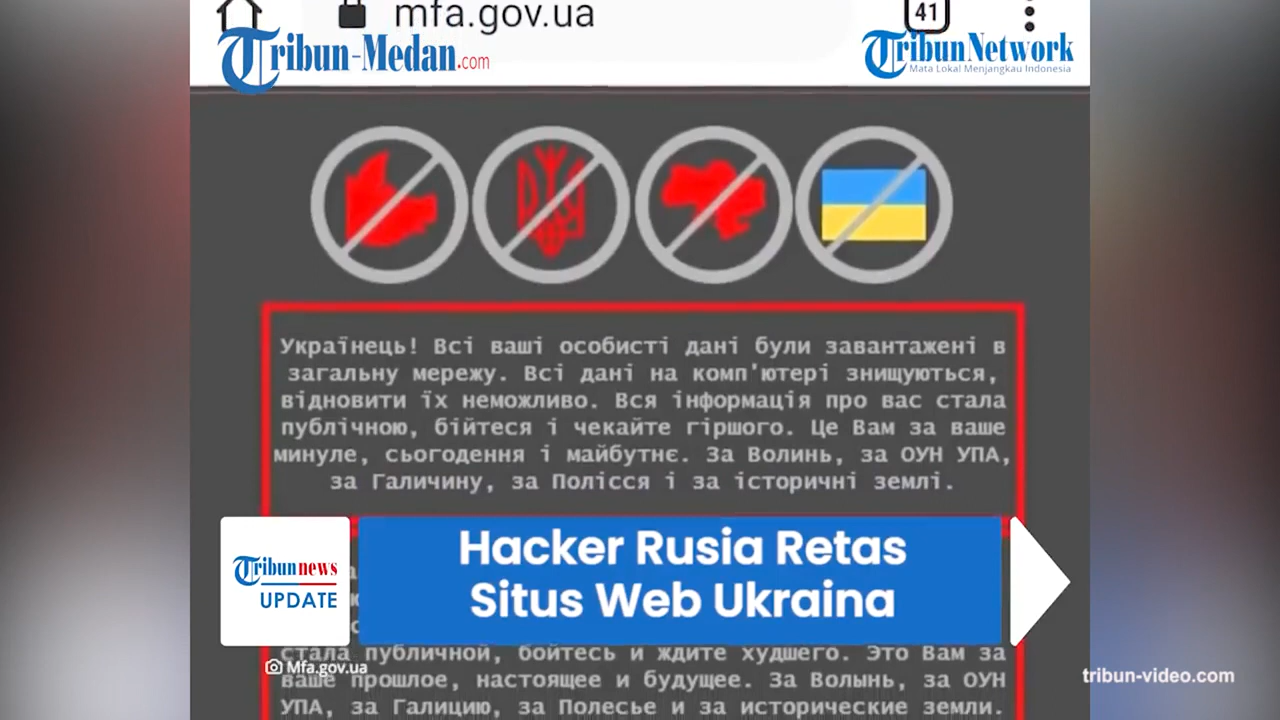 mfa.gov.ua
41
Tribun-Medan.com
TribunNetwork
Mata Lokal Menjangkau Indonesia
Українець! Всі ваші особисті дані були завантажені в
загальну мережу. Всі дані на комп'ютері знищуються,
відновити їх неможливо. Вся інформація про вас стала
публічною, бійтеся і чекайте гіршого. Це Вам за ваше
минуле, сьогодення і майбутнє. За Волинь, за ОУН УПА,
за Галичину, за Полісся і за історичні землі.
Hacker Rusia Retas
Situs Web Ukraina
Tribunnews
UPDATE
стала публичной, бойтесь и ждите худшего. Это Вам за
Mfa.gov.ua
ваше прошлое, настоящее и будущее. За Волынь, за ОУН
УПА, за Галицию, за Полесье и за исторические земли.
tribun-video.com